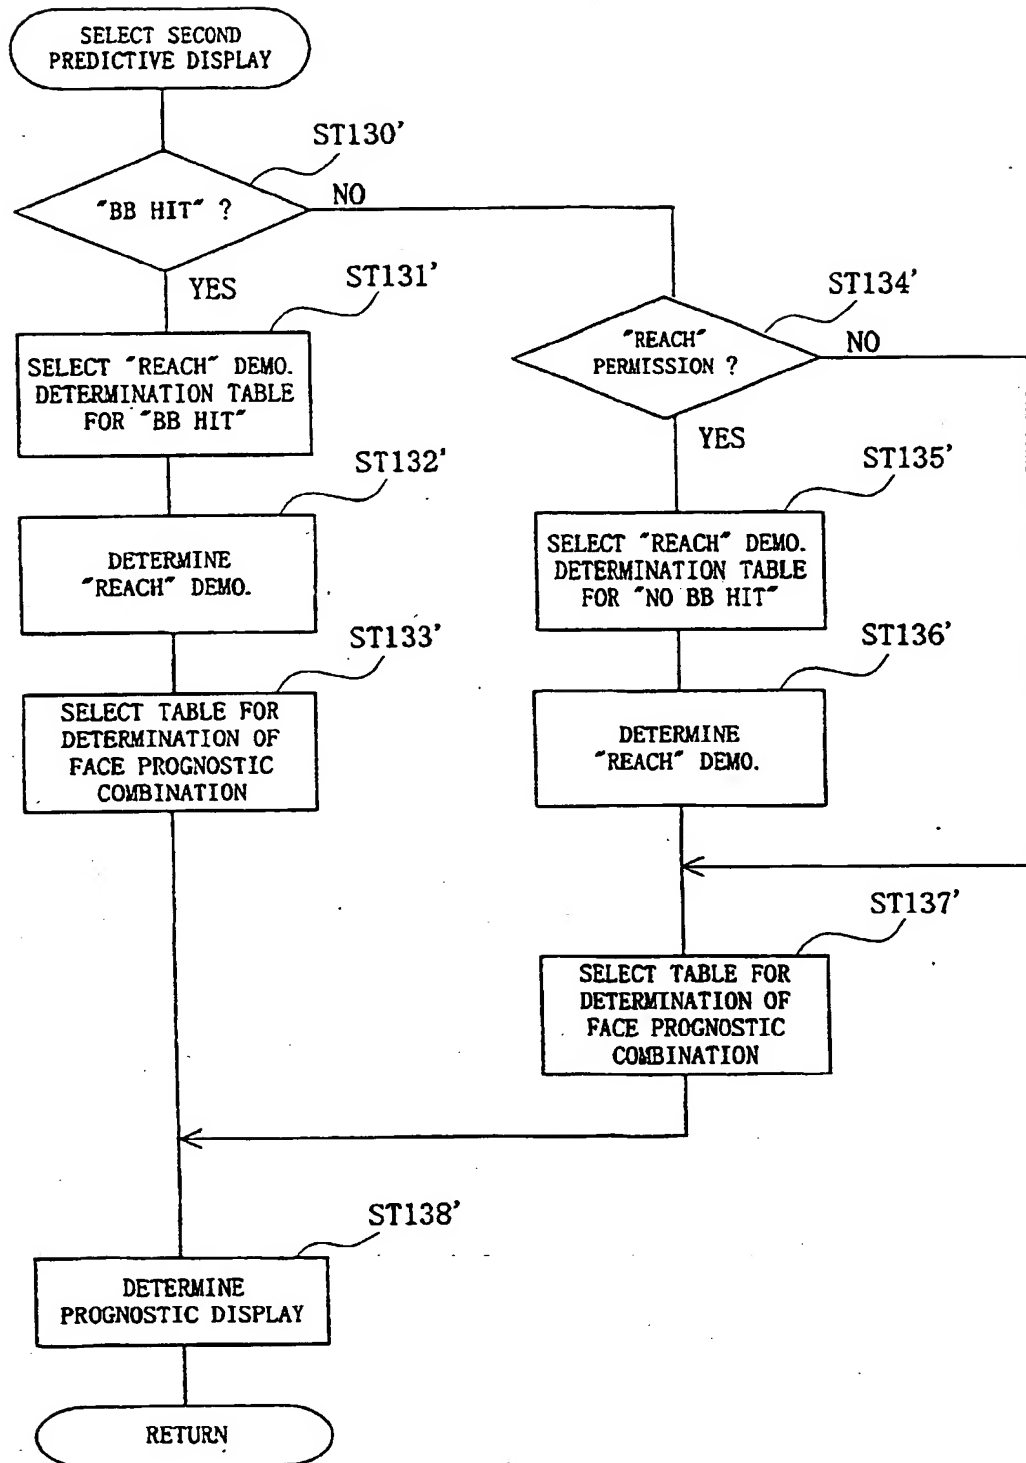 SELECT SECOND
PREDICTIVE DISPLAY
ST130'
"BB HIT" ?
NO
YES
ST131'
SELECT "REACH" DEMO.
DETERMINATION TABLE
FOR "BB HIT"
ST132'
DETERMINE
"REACH" DEMO.
ST133'
SELECT TABLE FOR
DETERMINATION OF
FACE PROGNOSTIC
COMBINATION
ST134'
"REACH"
PERMISSION ?
NO
YES
ST135'
SELECT "REACH" DEMO.
DETERMINATION TABLE
FOR "NO BB HIT"
ST136'
DETERMINE
"REACH" DEMO.
ST137'
SELECT TABLE FOR
DETERMINATION OF
FACE PROGNOSTIC
COMBINATION
ST138'
DETERMINE
PROGNOSTIC DISPLAY
RETURN